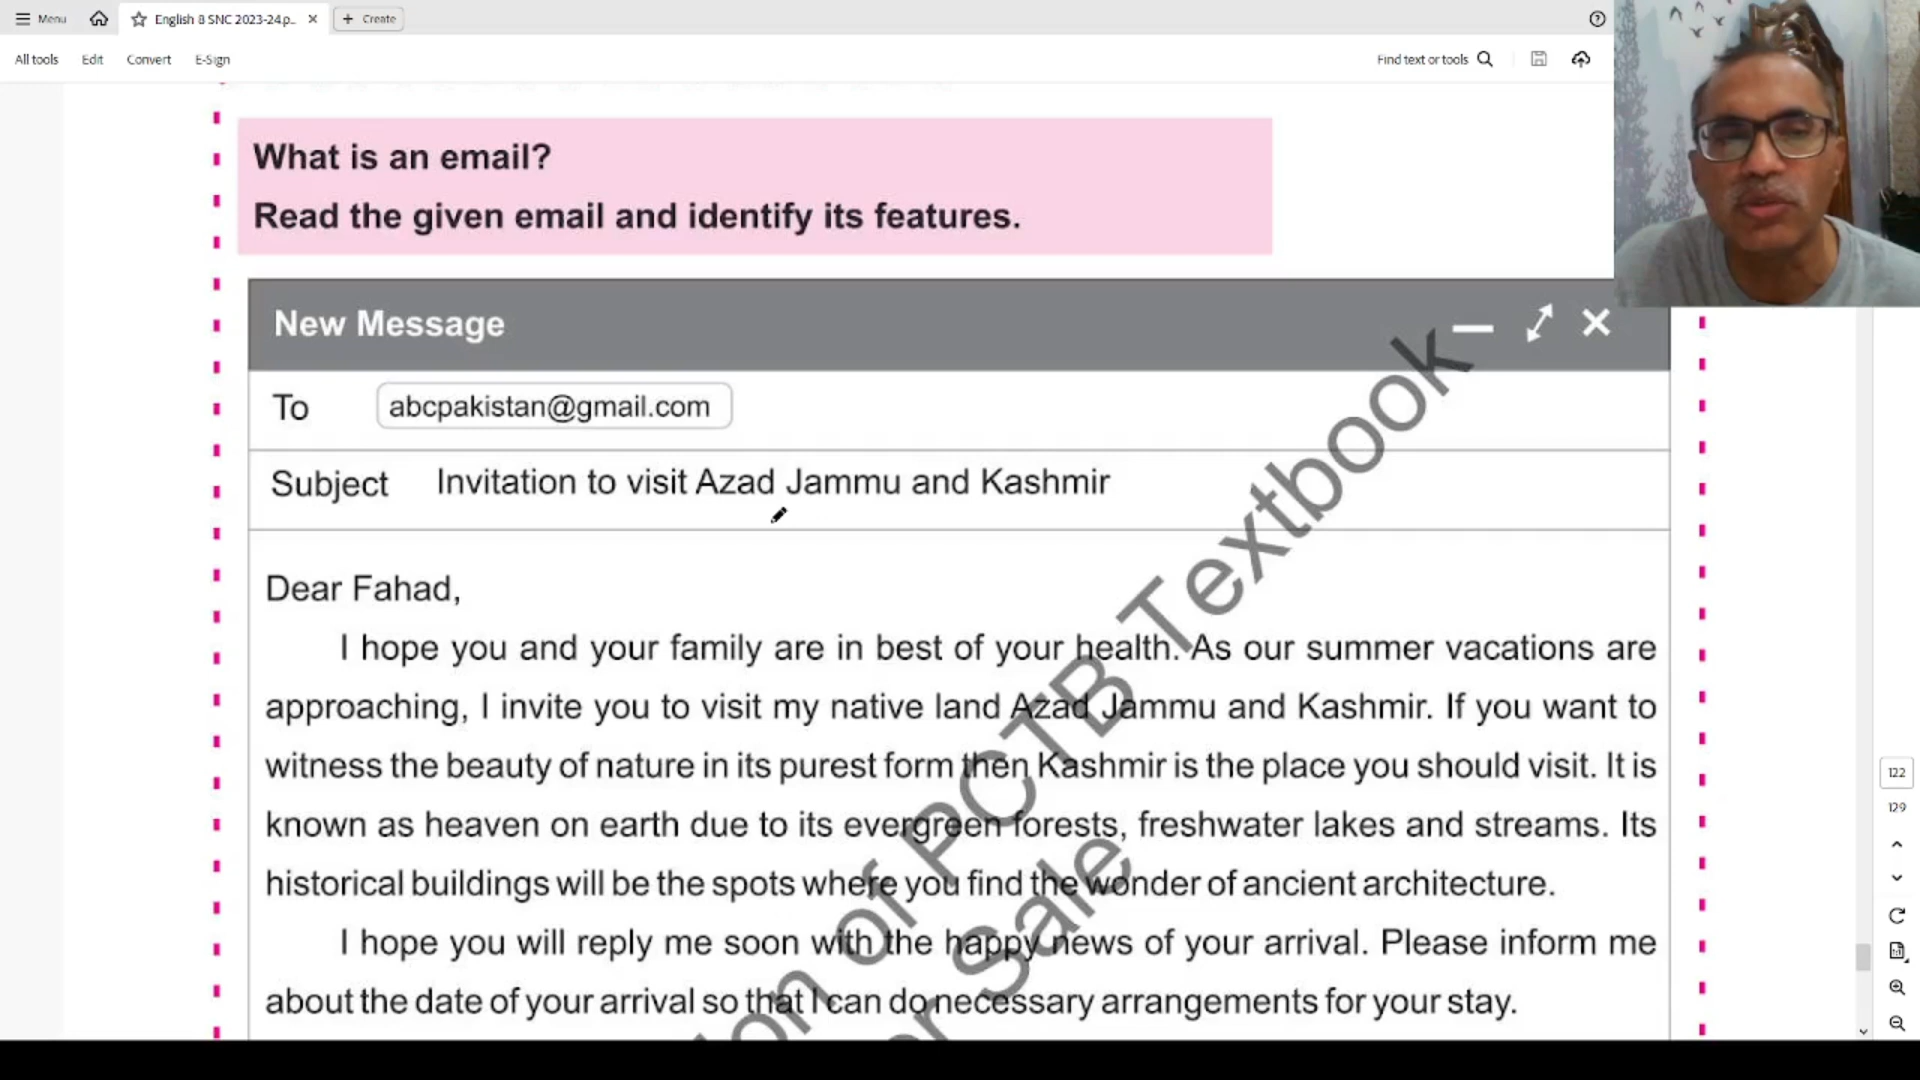 Menu
English 8 SNC 2023-24.p...
+ Create
All tools
Edit
Convert
E-Sign
Find text or tools
What is an email?
Read the given email and identify its features.
New Message
To abcpakistan@gmail.com
Subject Invitation to visit Azad Jammu and Kashmir
Dear Fahad,
I hope you and your family are in best of your health. As our summer vacations are
approaching, I invite you to visit my native land Azad Jammu and Kashmir. If you want to
witness the beauty of nature in its purest form then Kashmir is the place you should visit. It is
known as heaven on earth due to its evergreen forests, freshwater lakes and streams. Its
historical buildings will be the spots where you find the wonder of ancient architecture.
I hope you will reply me soon with the happy news of your arrival. Please inform me
about the date of your arrival so that I can do necessary arrangements for your stay.
of PCTB Textbook
Sale
122
129